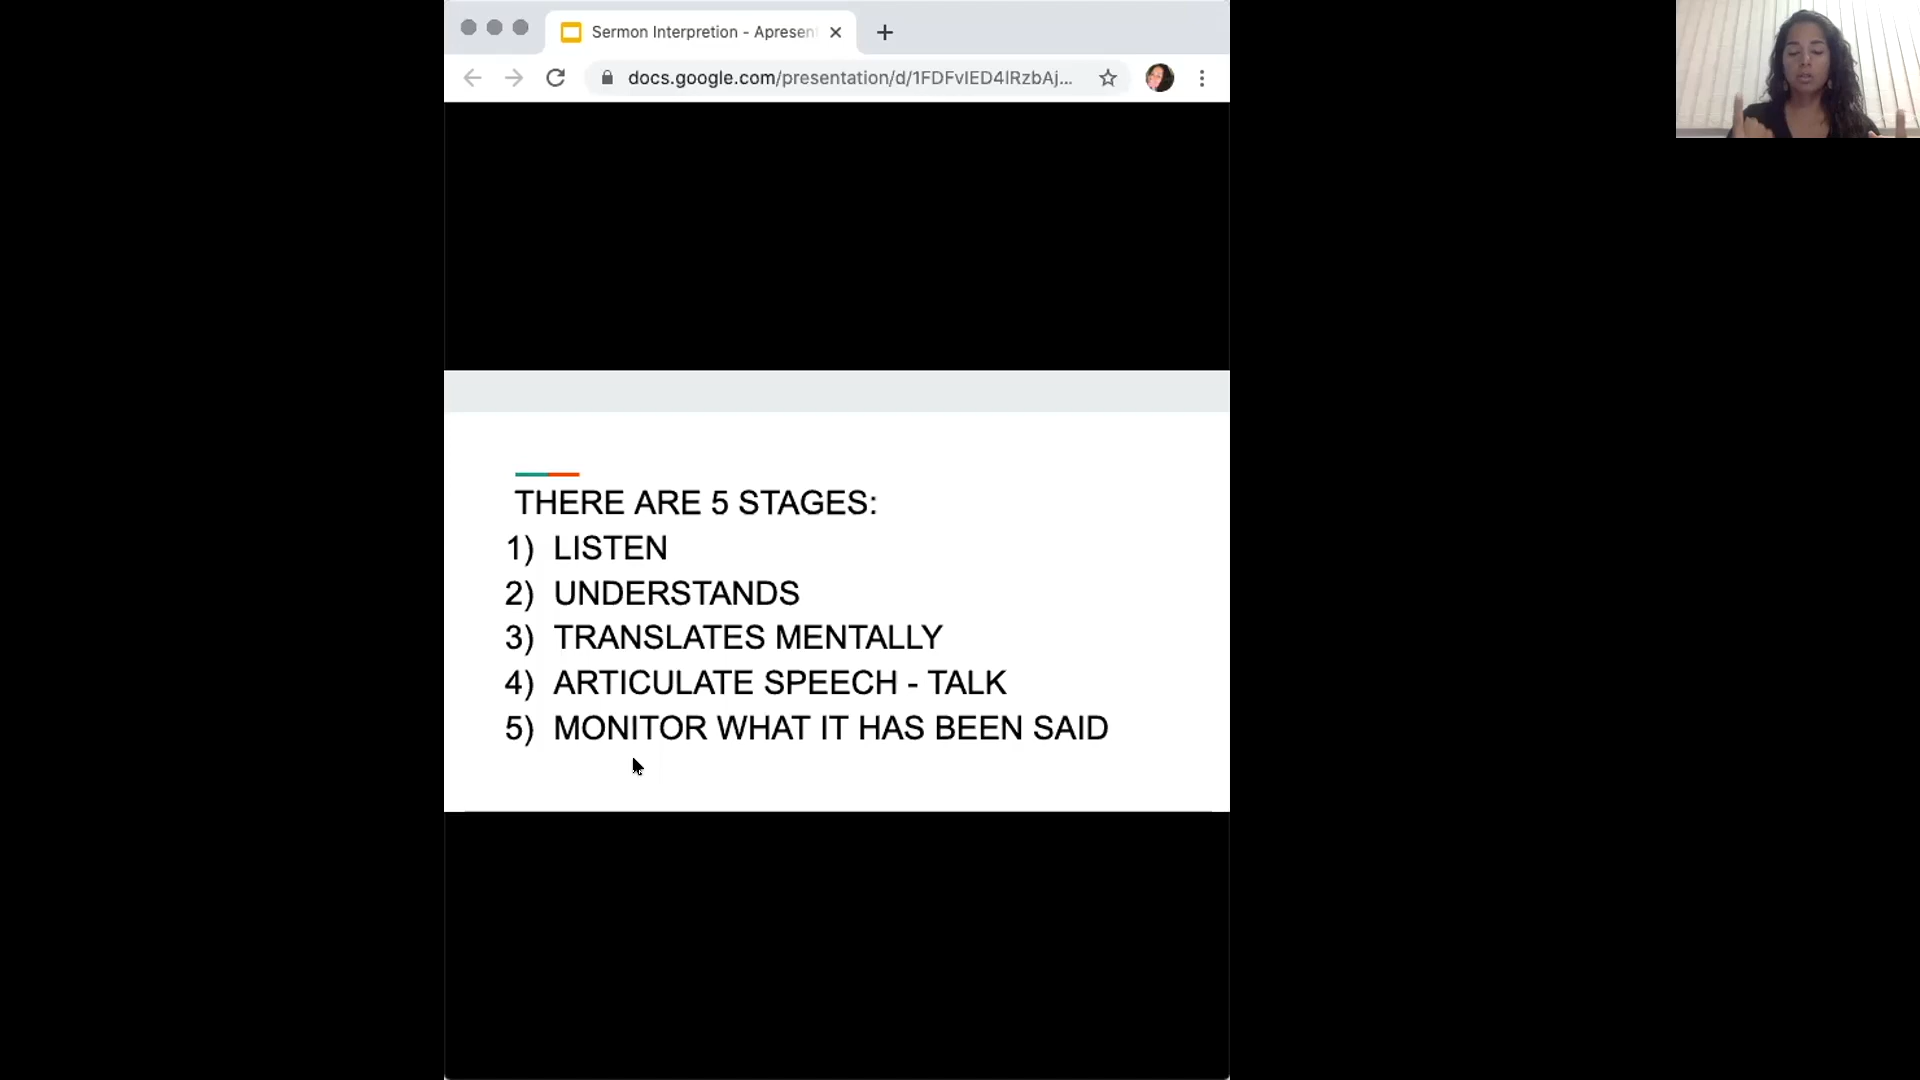 Sermon Interpretion - Apresen
docs.google.com/presentation/d/1FDFvIED4IRzbAj...
THERE ARE 5 STAGES:
1) LISTEN
2) UNDERSTANDS
3) TRANSLATES MENTALLY
4) ARTICULATE SPEECH - TALK
5) MONITOR WHAT IT HAS BEEN SAID